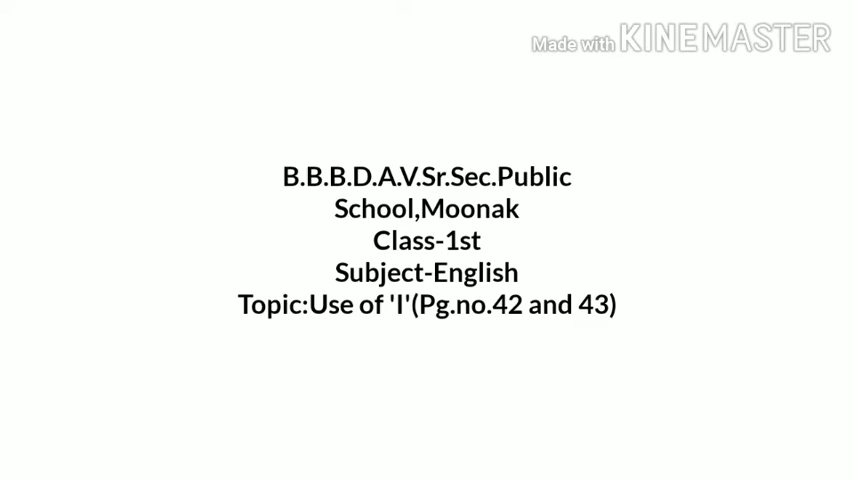 Made with KINEMASTER
B.B.B.D.A.V.Sr.Sec.Public
School,Moonak
Class-1st
Subject-English
Topic:Use of 'I'(Pg.no.42 and 43)